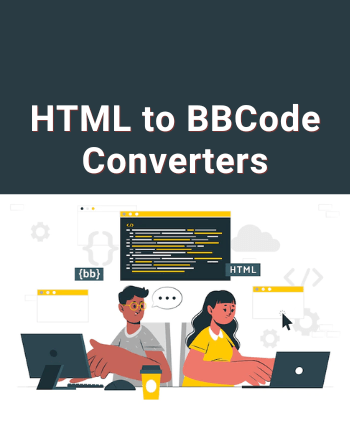 HTML to BBCode
Converters
</>
{bb}
HTML